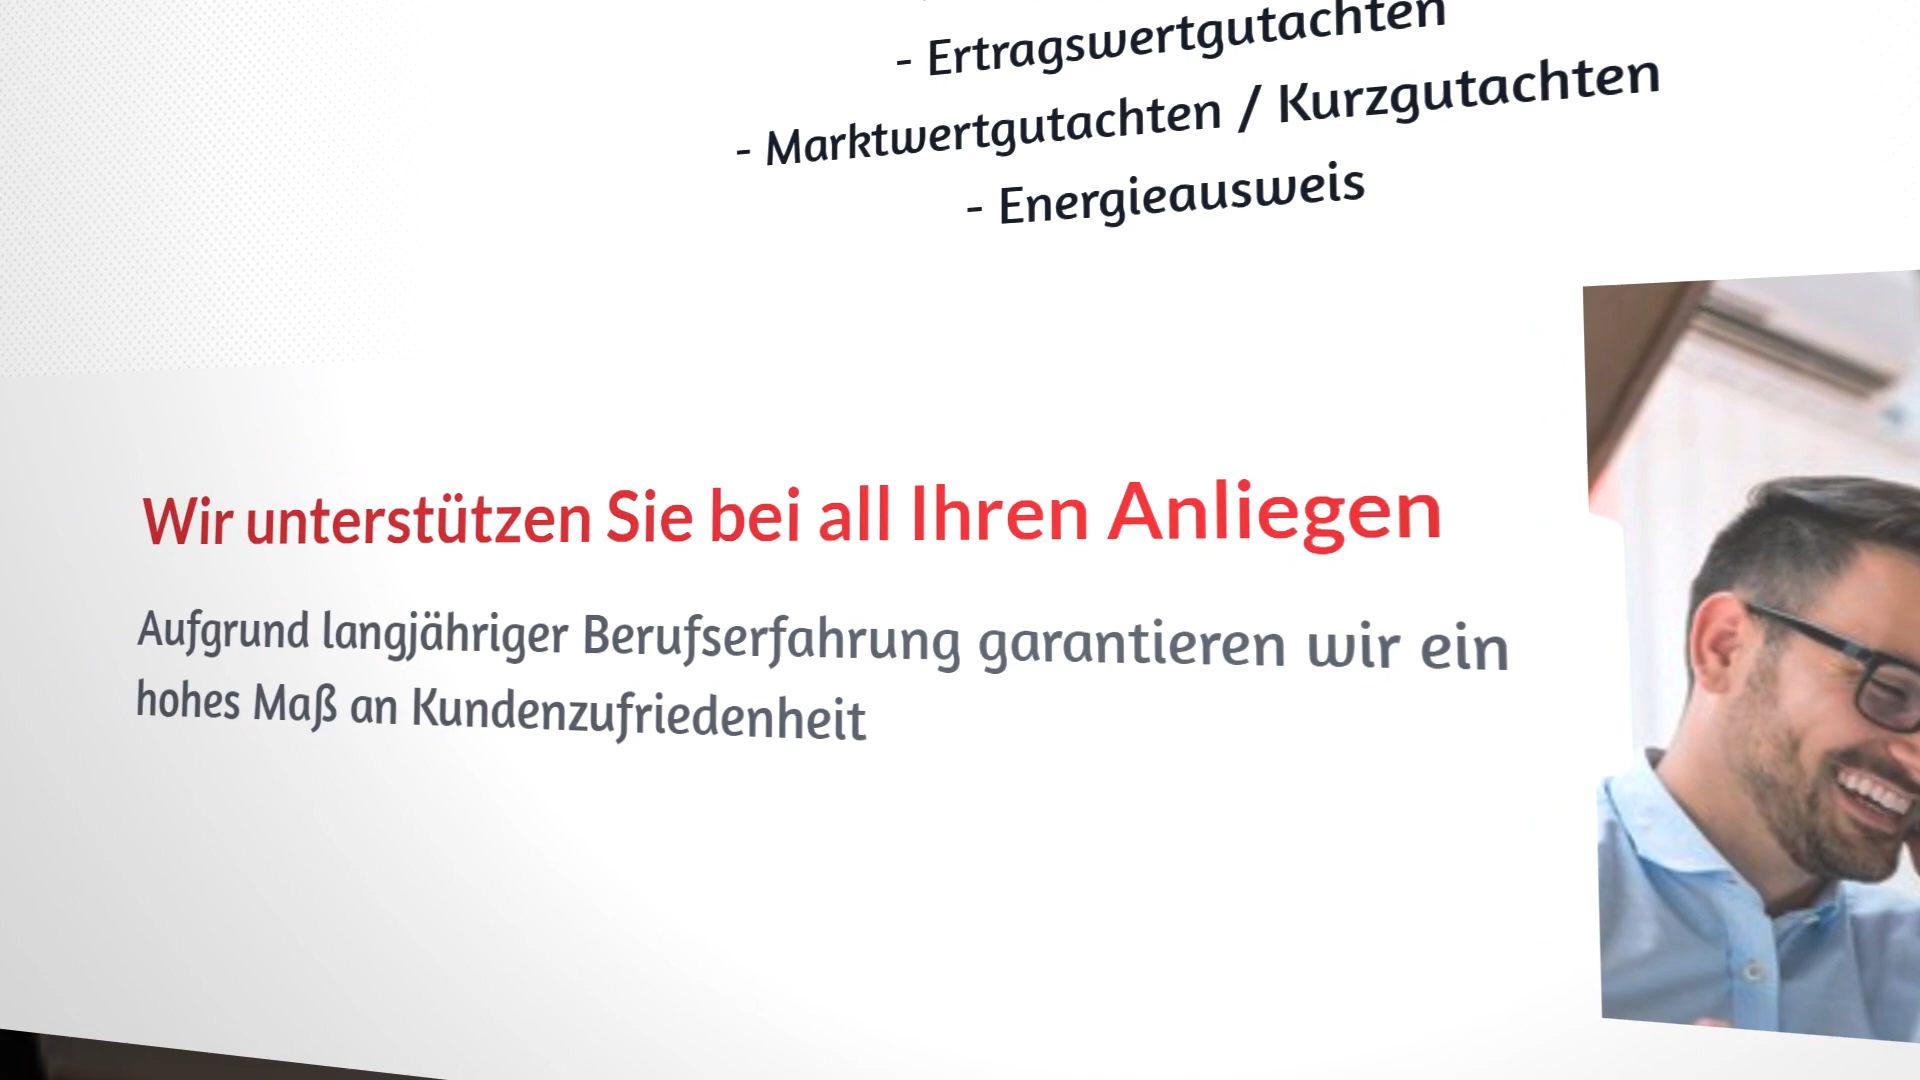 - Ertragswertgutachten
- Marktwertgutachten / Kurzgutachten
- Energieausweis
Wir unterstützen Sie bei all Ihren Anliegen
Aufgrund langjähriger Berufserfahrung garantieren wir ein
hohes Maß an Kundenzufriedenheit